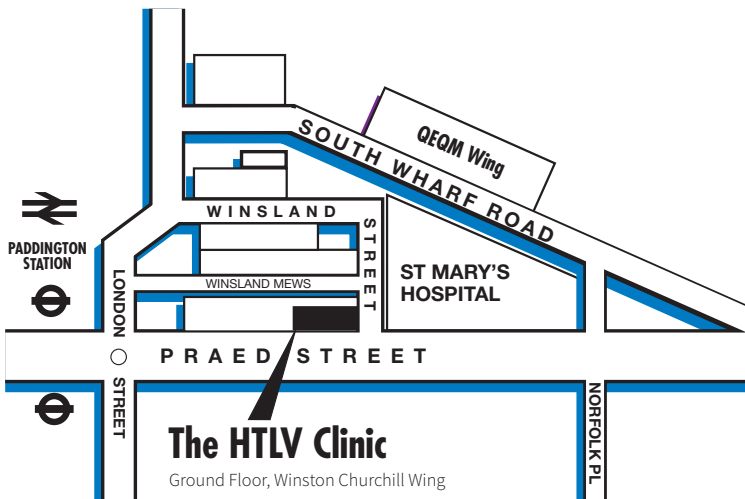 QEQM Wing
SOUTH WHARF ROAD
WINSLAND
STREET
PADDINGTON
STATION
ST MARY'S
HOSPITAL
WINSLAND MEWS
LONDON
STREET
PRAED STREET
NORFOLK PL
The HTLV Clinic
Ground Floor, Winston Churchill Wing